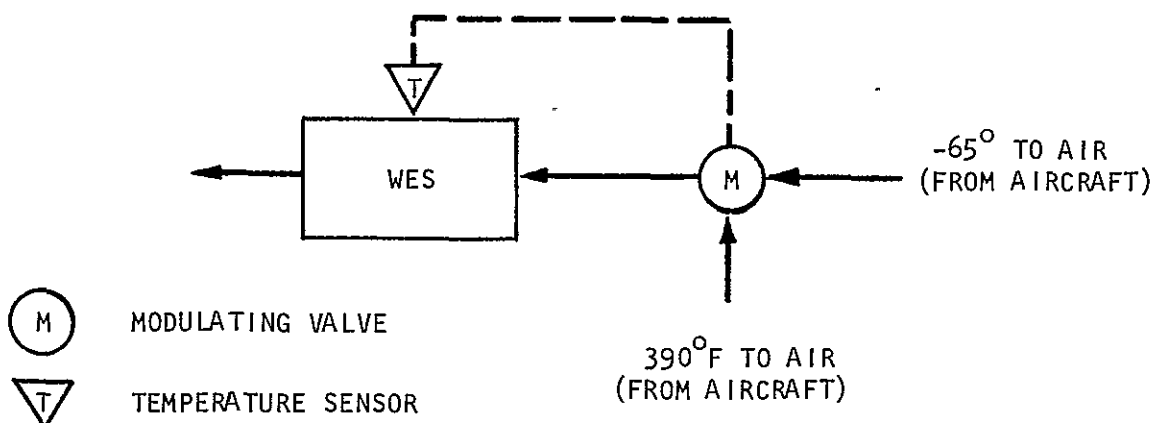 T
WES
M
-65° TO AIR
(FROM AIRCRAFT)
M MODULATING VALVE
390°F TO AIR
(FROM AIRCRAFT)
T TEMPERATURE SENSOR